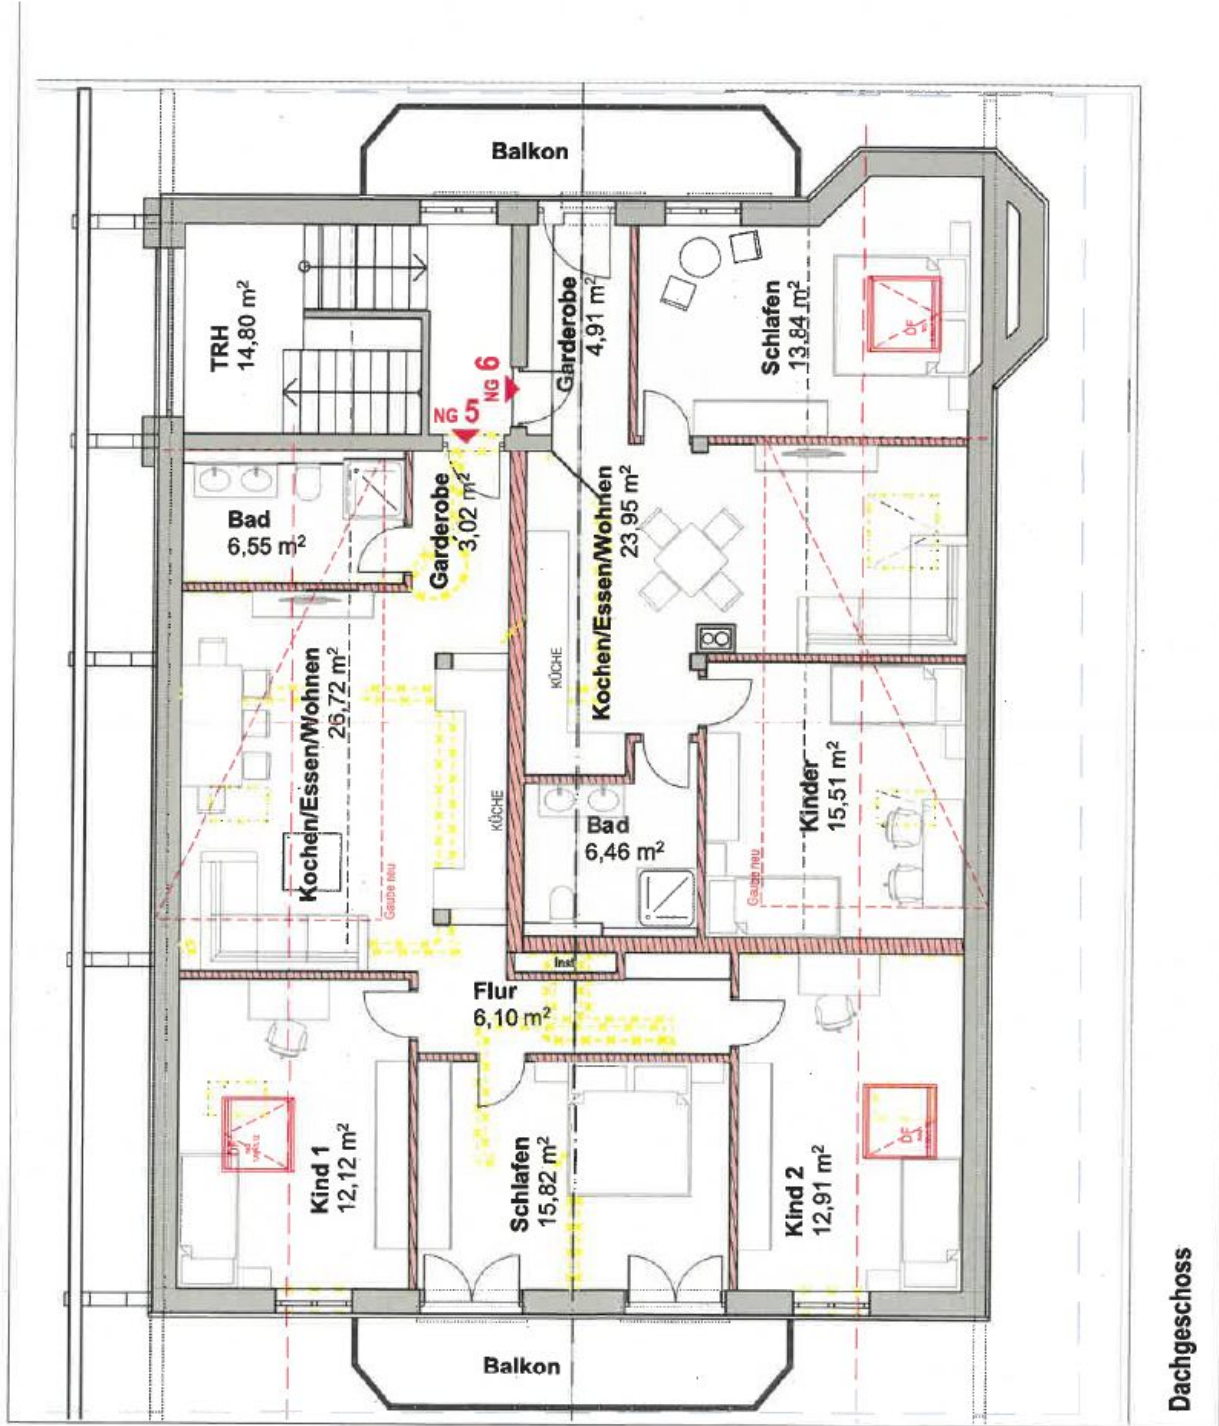 Balkon
TRH
14,80 m²
Garderobe
4,91 m²
Schlafen
13,84 m²
DF
NG 5
NG 6
Bad
6,55 m²
Garderobe
3,02 m²
Kochen/Essen/Wohnen
23,95 m²
KÜCHE
Kochen/Essen/Wohnen
26,72 m²
KÜCHE
Gaube neu
Bad
6,46 m²
Kinder
15,51 m²
Gaube neu
Inst
Flur
6,10 m²
DF
Kind 1
12,12 m²
Schlafen
15,82 m²
Kind 2
12,91 m²
DF
Balkon
Dachgeschoss